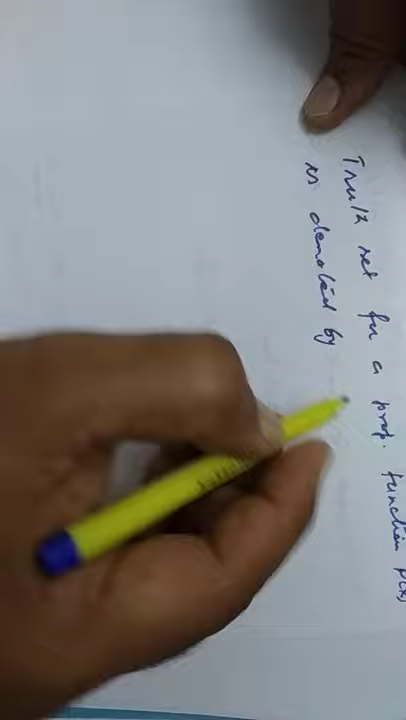 Truth set for a prop. function P(x)
is denoted by